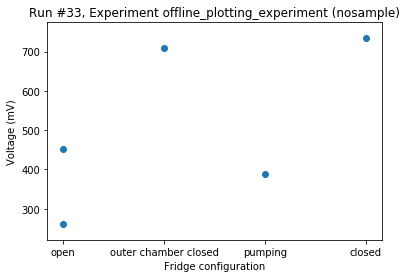 Run #33, Experiment offline_plotting_experiment (nosample)
Voltage (mV)
700
600
500
400
300
open
outer chamber closed
pumping
closed
Fridge configuration